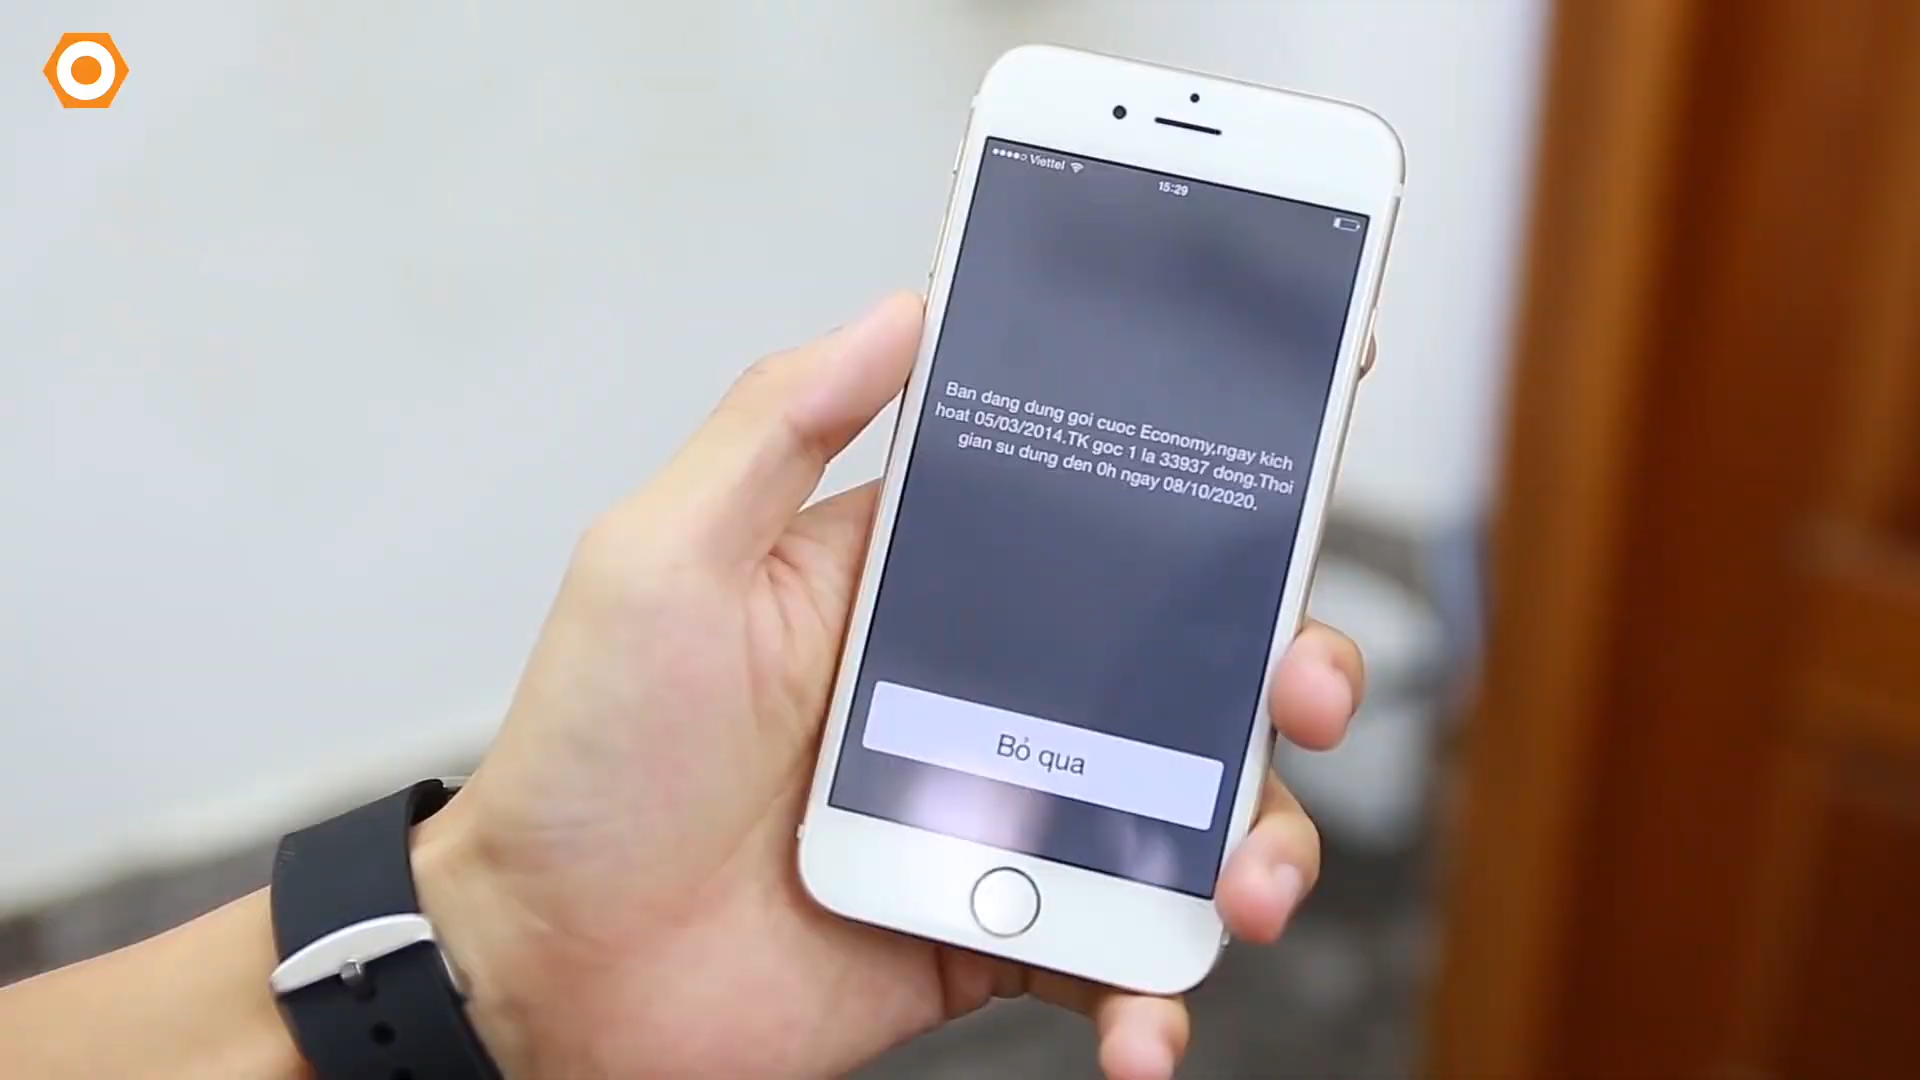 Viettel
15:29
Ban dang dung goi cuoc Economy,ngay kich
hoat 05/03/2014.TK goc 1 la 33937 dong.Thoi
gian su dung den 0h ngay 08/10/2020.
Bỏ qua